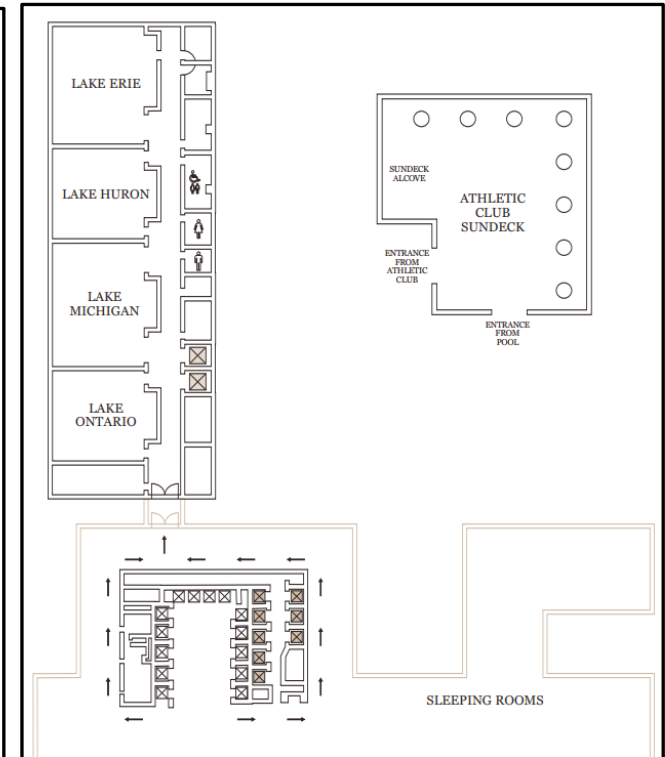 LAKE ERIE
LAKE HURON
LAKE
MICHIGAN
LAKE
ONTARIO
SUNDECK
ALCOVE
ATHLETIC
CLUB
SUNDECK
ENTRANCE
FROM
ATHLETIC
CLUB
ENTRANCE
FROM
POOL
SLEEPING ROOMS